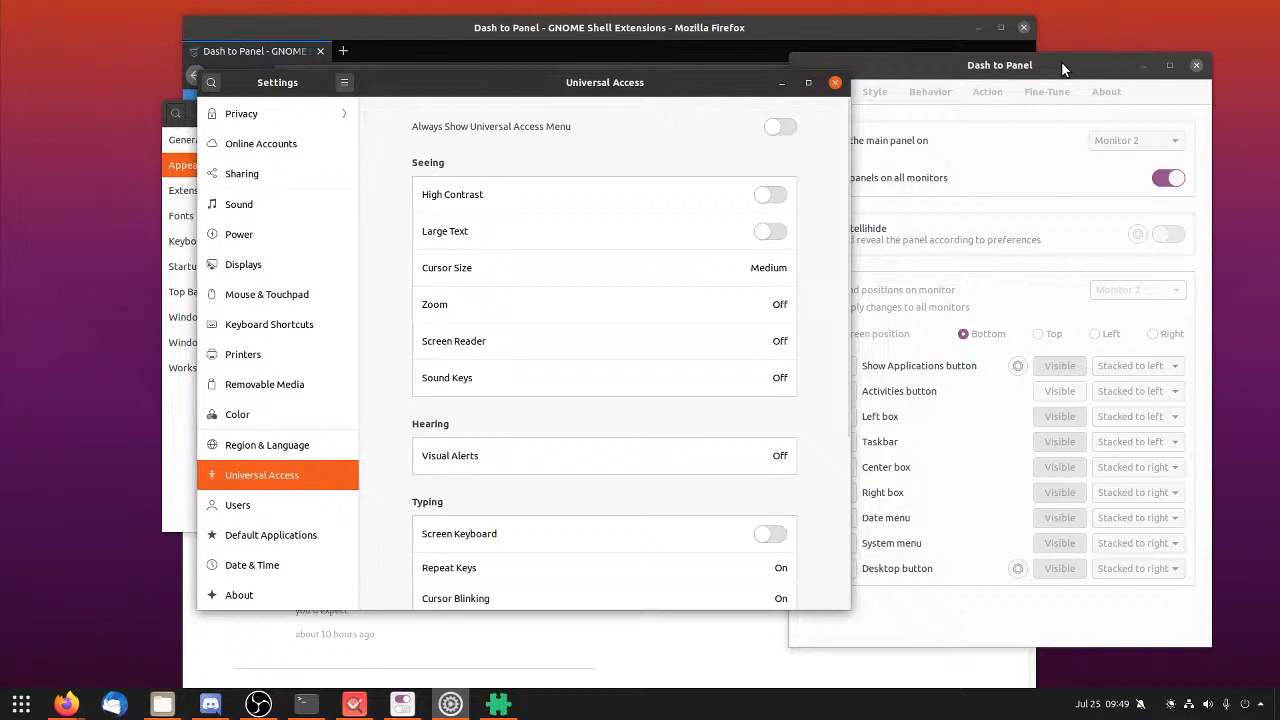 Dash to Panel - GNOME Shell Extensions - Mozilla Firefox
Dash to Panel - GNOME S
Dash to Panel
Settings
Universal Access
Style
Behavior
Action
Fine-Tune
About
Genera
Appea
Extens
Fonts
Keybo
Startu
Top Ba
Windo
Windo
Works
Privacy
Online Accounts
Sharing
Sound
Power
Displays
Mouse & Touchpad
Keyboard Shortcuts
Printers
Removable Media
Color
Region & Language
Universal Access
Users
Default Applications
Date & Time
About
Always Show Universal Access Menu
Seeing
High Contrast
Large Text
Cursor Size Medium
Zoom Off
Screen Reader Off
Sound Keys Off
Hearing
Visual Alerts Off
Typing
Screen Keyboard
Repeat Keys On
Cursor Blinking On
the main panel on Monitor 2
panels on all monitors
tellihide
d reveal the panel according to preferences
nd positions on monitor Monitor 2
ply changes to all monitors
reen position Bottom Top Left Right
Show Applications button Visible Stacked to left
Activities button Visible Stacked to left
Left box Visible Stacked to left
Taskbar Visible Stacked to left
Center box Visible Stacked to right
Right box Visible Stacked to right
Date menu Visible Stacked to right
System menu Visible Stacked to right
Desktop button Visible Stacked to right
you'd expect
about 10 hours ago
Jul 25 09:49